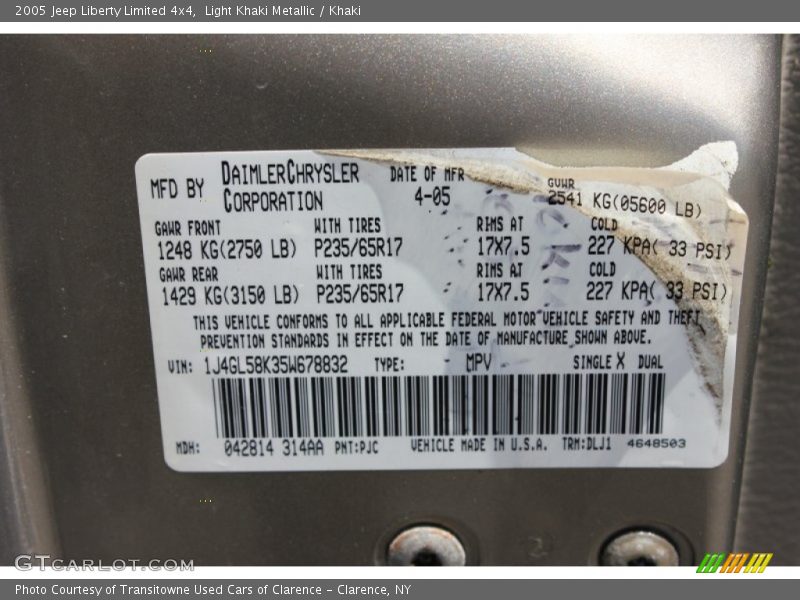 2005 Jeep Liberty Limited 4x4, Light Khaki Metallic / Khaki
MFD BY DAIMLERCHRYSLER CORPORATION
DATE OF MFR 4-05
GVWR 2541 KG(05600 LB)
GAWR FRONT WITH TIRES RIMS AT COLD
1248 KG(2750 LB) P235/65R17 17X7.5 227 KPA( 33 PSI)
GAWR REAR WITH TIRES RIMS AT COLD
1429 KG(3150 LB) P235/65R17 17X7.5 227 KPA( 33 PSI)
THIS VEHICLE CONFORMS TO ALL APPLICABLE FEDERAL MOTOR VEHICLE SAFETY AND THEFT
PREVENTION STANDARDS IN EFFECT ON THE DATE OF MANUFACTURE SHOWN ABOVE.
VIN: 1J4GL58K35W678832 TYPE: MPV SINGLE X DUAL
MDH: 042814 314AA PNT:PJC VEHICLE MADE IN U.S.A. TRM:DLJ1 4648503
GTCARLOT.COM
Photo Courtesy of Transitowne Used Cars of Clarence - Clarence, NY